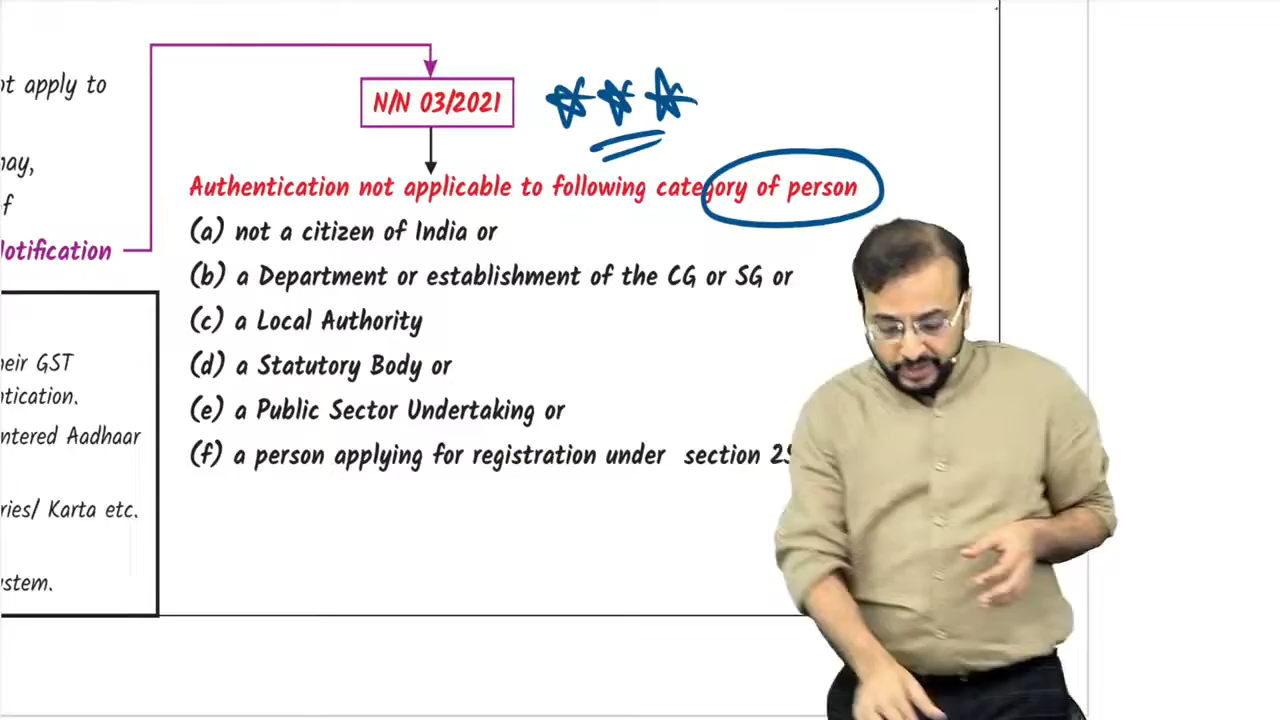 ot apply to
nay,
f
Notification
N/N 03/2021
Authentication not applicable to following category of person
(a) not a citizen of India or
(b) a Department or establishment of the CG or SG or
(c) a Local Authority
(d) a Statutory Body or
(e) a Public Sector Undertaking or
(f) a person applying for registration under section
heir GST
ntication.
ntered Aadhaar
ries/ Karta etc.
ystem.